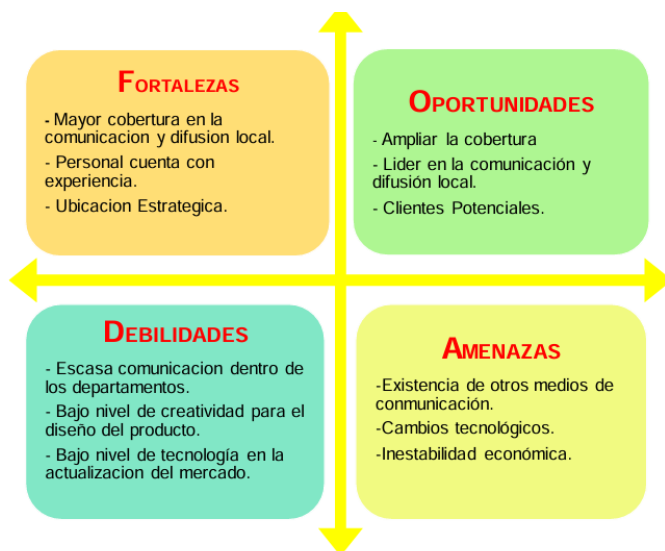 FORTALEZAS
- Mayor cobertura en la
comunicacion y difusion local.
- Personal cuenta con
experiencia.
- Ubicacion Estrategica.
OPORTUNIDADES
- Ampliar la cobertura
- Lider en la comunicación y
difusión local.
- Clientes Potenciales.
DEBILIDADES
- Escasa comunicacion dentro de
los departamentos.
- Bajo nivel de creatividad para el
diseño del producto.
- Bajo nivel de tecnología en la
actualizacion del mercado.
AMENAZAS
-Existencia de otros medios de
conmunicación.
-Cambios tecnológicos.
-Inestabilidad económica.